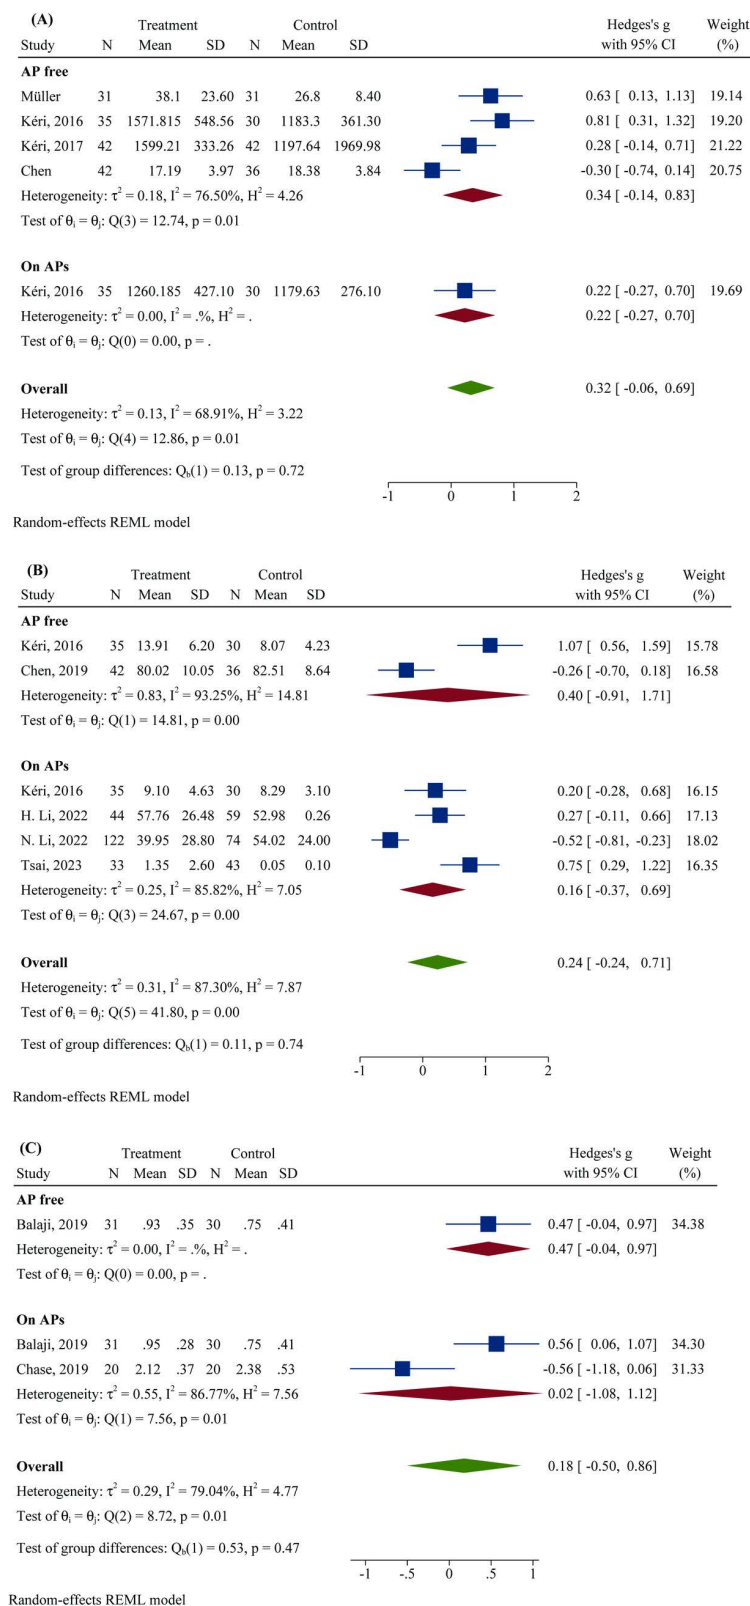 (A)
Treatment Control Hedges's g Weight
Study N Mean SD N Mean SD with 95% CI (%)
AP free
Müller 31 38.1 23.60 31 26.8 8.40 0.63 [ 0.13, 1.13] 19.14
Kéri, 2016 35 1571.815 548.56 30 1183.3 361.30 0.81 [ 0.31, 1.32] 19.20
Kéri, 2017 42 1599.21 333.26 42 1197.64 1969.98 0.28 [ -0.14, 0.71] 21.22
Chen 42 17.19 3.97 36 18.38 3.84 -0.30 [ -0.74, 0.14] 20.75
Heterogeneity: τ² = 0.18, I² = 76.50%, H² = 4.26 0.34 [ -0.14, 0.83]
Test of θᵢ = θⱼ: Q(3) = 12.74, p = 0.01
On APs
Kéri, 2016 35 1260.185 427.10 30 1179.63 276.10 0.22 [ -0.27, 0.70] 19.69
Heterogeneity: τ² = 0.00, I² = .%, H² = . 0.22 [ -0.27, 0.70]
Test of θᵢ = θⱼ: Q(0) = 0.00, p = .
Overall 0.32 [ -0.06, 0.69]
Heterogeneity: τ² = 0.13, I² = 68.91%, H² = 3.22
Test of θᵢ = θⱼ: Q(4) = 12.86, p = 0.01
Test of group differences: Q_b(1) = 0.13, p = 0.72
-1 0 1 2
Random-effects REML model
(B)
Treatment Control Hedges's g Weight
Study N Mean SD N Mean SD with 95% CI (%)
AP free
Kéri, 2016 35 13.91 6.20 30 8.07 4.23 1.07 [ 0.56, 1.59] 15.78
Chen, 2019 42 80.02 10.05 36 82.51 8.64 -0.26 [ -0.70, 0.18] 16.58
Heterogeneity: τ² = 0.83, I² = 93.25%, H² = 14.81 0.40 [ -0.91, 1.71]
Test of θᵢ = θⱼ: Q(1) = 14.81, p = 0.00
On APs
Kéri, 2016 35 9.10 4.63 30 8.29 3.10 0.20 [ -0.28, 0.68] 16.15
H. Li, 2022 44 57.76 26.48 59 52.98 0.26 0.27 [ -0.11, 0.66] 17.13
N. Li, 2022 122 39.95 28.80 74 54.02 24.00 -0.52 [ -0.81, -0.23] 18.02
Tsai, 2023 33 1.35 2.60 43 0.05 0.10 0.75 [ 0.29, 1.22] 16.35
Heterogeneity: τ² = 0.25, I² = 85.82%, H² = 7.05 0.16 [ -0.37, 0.69]
Test of θᵢ = θⱼ: Q(3) = 24.67, p = 0.00
Overall 0.24 [ -0.24, 0.71]
Heterogeneity: τ² = 0.31, I² = 87.30%, H² = 7.87
Test of θᵢ = θⱼ: Q(5) = 41.80, p = 0.00
Test of group differences: Q_b(1) = 0.11, p = 0.74
-1 0 1 2
Random-effects REML model
(C)
Treatment Control Hedges's g Weight
Study N Mean SD N Mean SD with 95% CI (%)
AP free
Balaji, 2019 31 .93 .35 30 .75 .41 0.47 [ -0.04, 0.97] 34.38
Heterogeneity: τ² = 0.00, I² = .%, H² = . 0.47 [ -0.04, 0.97]
Test of θᵢ = θⱼ: Q(0) = 0.00, p = .
On APs
Balaji, 2019 31 .95 .28 30 .75 .41 0.56 [ 0.06, 1.07] 34.30
Chase, 2019 20 2.12 .37 20 2.38 .53 -0.56 [ -1.18, 0.06] 31.33
Heterogeneity: τ² = 0.55, I² = 86.77%, H² = 7.56 0.02 [ -1.08, 1.12]
Test of θᵢ = θⱼ: Q(1) = 7.56, p = 0.01
Overall 0.18 [ -0.50, 0.86]
Heterogeneity: τ² = 0.29, I² = 79.04%, H² = 4.77
Test of θᵢ = θⱼ: Q(2) = 8.72, p = 0.01
Test of group differences: Q_b(1) = 0.53, p = 0.47
-1 -.5 0 .5 1
Random-effects REML model